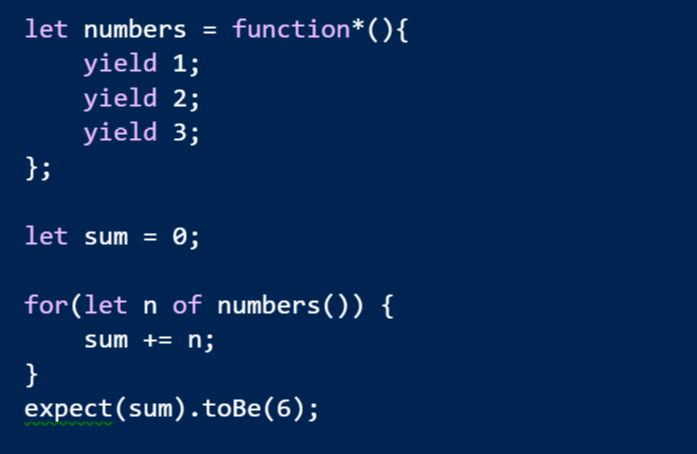 let numbers = function*(){
    yield 1;
    yield 2;
    yield 3;
};

let sum = 0;

for(let n of numbers()) {
    sum += n;
}
expect(sum).toBe(6);